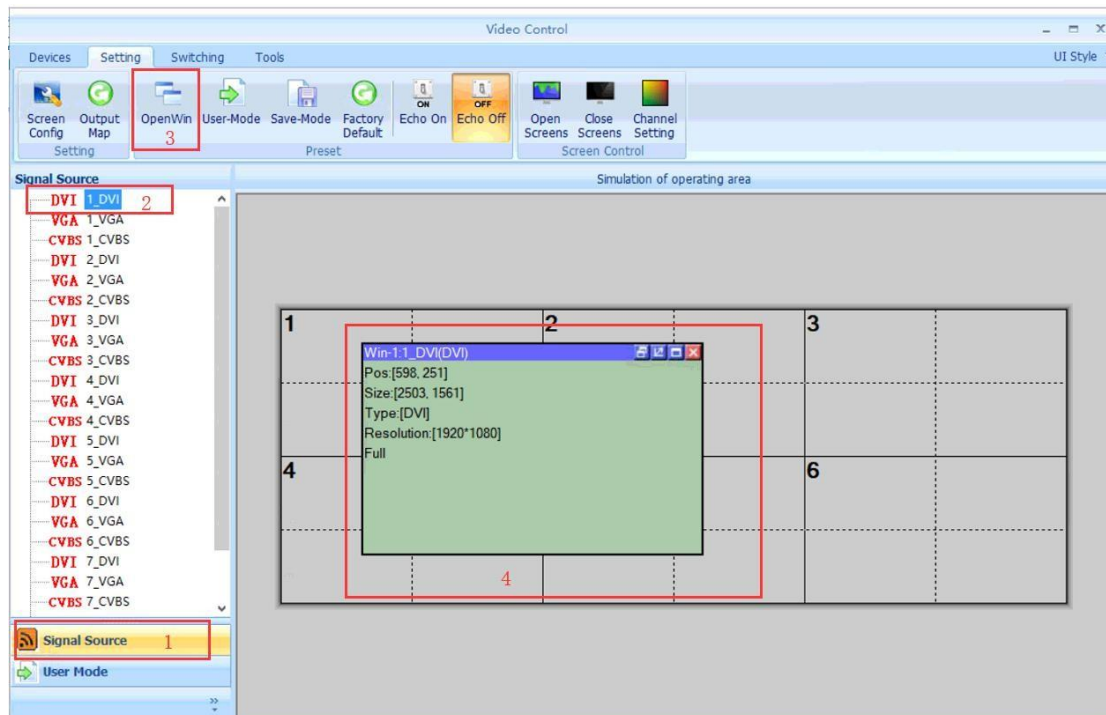 Video Control
Devices Setting Switching Tools UI Style
Screen Config
Output Map
OpenWin
User-Mode
Save-Mode
Factory Default
ON
Echo On
OFF
Echo Off
Open Screens
Close Screens
Channel Setting
3
Setting
Preset
Screen Control
Signal Source
Simulation of operating area
DVI 1_DVI 2
VGA 1_VGA
CVBS 1_CVBS
DVI 2_DVI
VGA 2_VGA
CVBS 2_CVBS
DVI 3_DVI
VGA 3_VGA
CVBS 3_CVBS
DVI 4_DVI
VGA 4_VGA
CVBS 4_CVBS
DVI 5_DVI
VGA 5_VGA
CVBS 5_CVBS
DVI 6_DVI
VGA 6_VGA
CVBS 6_CVBS
DVI 7_DVI
VGA 7_VGA
CVBS 7_CVBS
Signal Source 1
User Mode
1 2 3
Win-1:1_DVI(DVI)
Pos:[598, 251]
Size:[2503, 1561]
Type:[DVI]
Resolution:[1920*1080]
Full
4 6
4